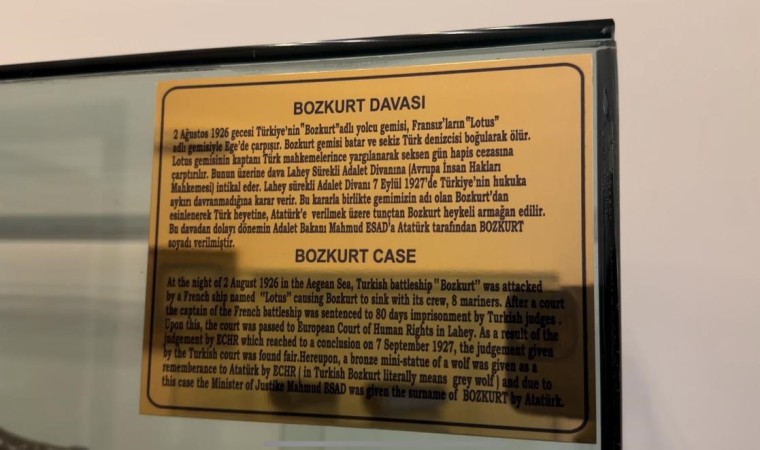 BOZKURT DAVASI
2 Ağustos 1926 gecesi Türkiye'nin "Bozkurt"adlı yolcu gemisi, Fransız'ların "Lotus"
adlı gemisiyle Ege'de çarpışır. Bozkurt gemisi batar ve sekiz Türk denizcisi boğularak ölür.
Lotus gemisinin kaptanı Türk mahkemelerince yargılanarak seksen gün hapis cezasına
çarptırılır. Bunun üzerine dava Lahey Sürekli Adalet Divanına (Avrupa İnsan Hakları
Mahkemesi) intikal eder. Lahey sürekli Adalet Divanı 7 Eylül 1927'de Türkiye'nin hukuka
aykırı davranmadığına karar verir. Bu kararla birlikte gemimizin adı olan Bozkurt'dan
esinlenerek Türk heyetine, Atatürk'e verilmek üzere tunçtan Bozkurt heykeli armağan edilir.
Bu davadan dolayı dönemin Adalet Bakanı Mahmud ESAD'a Atatürk tarafından BOZKURT
soyadı verilmiştir.
BOZKURT CASE
At the night of 2 August 1926 in the Aegean Sea, Turkish battleship "Bozkurt" was attacked
by a French ship named "Lotus" causing Bozkurt to sink with its crew, 8 mariners. After a court
the captain of the French battleship was sentenced to 80 days imprisonment by Turkish judges .
Upon this, the court was passed to European Court of Human Rights in Lahey. As a result of the
judgement by ECHR which reached to a conclusion on 7 September 1927, the judgement given
by the Turkish court was found fair.Hereupon, a bronze mini-statue of a wolf was given as a
rememberance to Atatürk by ECHR ( in Turkish Bozkurt literally means grey wolf ) and due to
this case the Minister of Justike Mahmud ESAD was given the surname of BOZKURT by Atatürk.